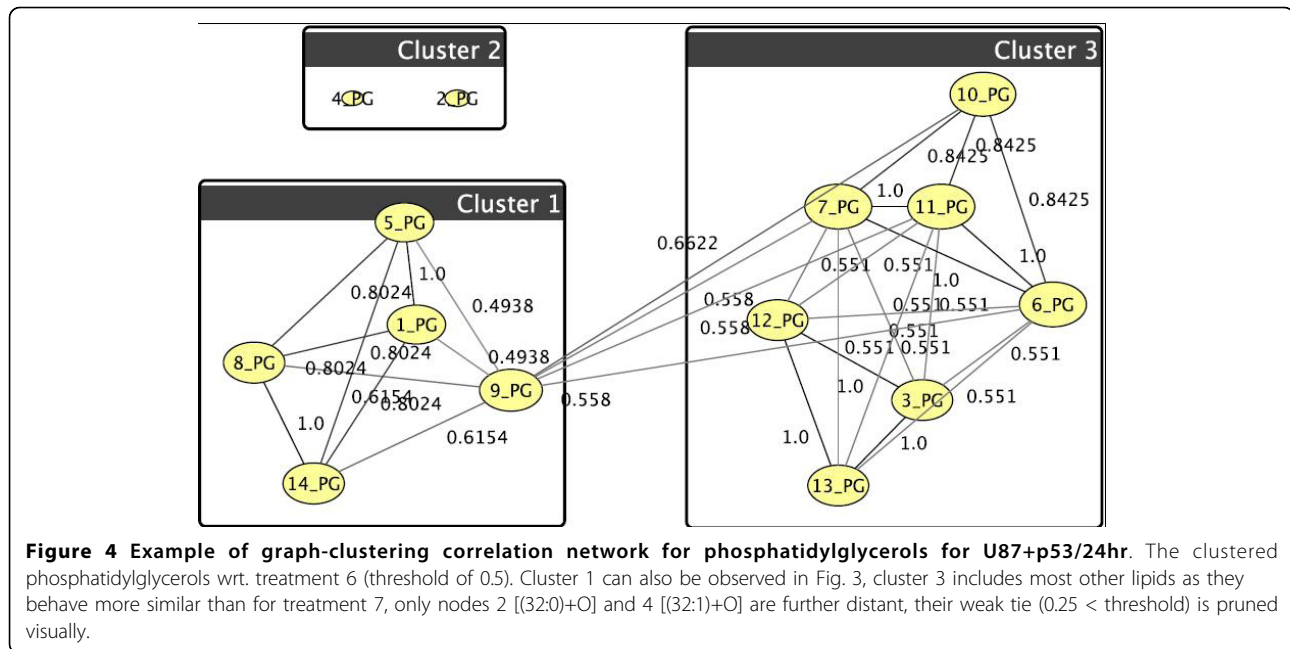 Cluster 2
4_PG 2_PG
Cluster 3
10_PG
0.8425
0.8425
Cluster 1
7_PG 1.0 11_PG
0.8425
5_PG
0.6622
1.0
0.8024
0.551
0.551
1.0
1.0
0.4938
0.558
0.551
0.551
6_PG
1_PG
12_PG
0.558
0.551
8_PG
0.8024
0.4938
0.551
0.551
0.551
0.8024
9_PG
0.558
1.0
3_PG
0.551
0.6154
0.8024
1.0
0.6154
1.0
1.0
14_PG
13_PG
Figure 4 Example of graph-clustering correlation network for phosphatidylglycerols for U87+p53/24hr. The clustered
phosphatidylglycerols wrt. treatment 6 (threshold of 0.5). Cluster 1 can also be observed in Fig. 3, cluster 3 includes most other lipids as they
behave more similar than for treatment 7, only nodes 2 [(32:0)+O] and 4 [(32:1)+O] are further distant, their weak tie (0.25 < threshold) is pruned
visually.